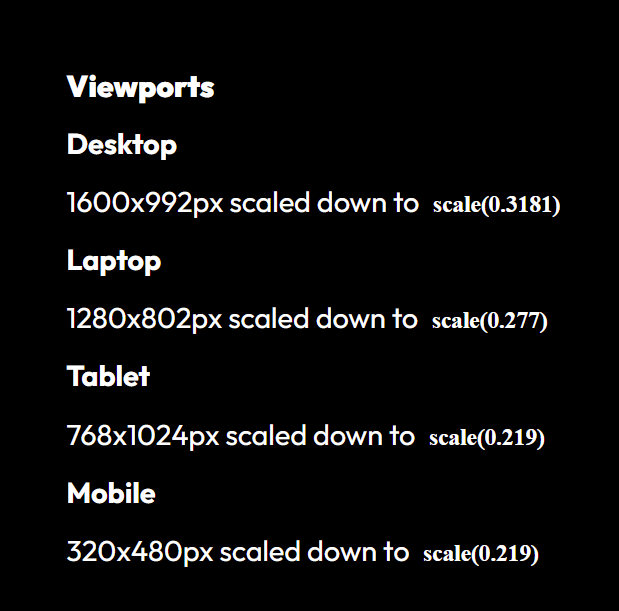 Viewports
Desktop
1600x992px scaled down to scale(0.3181)
Laptop
1280x802px scaled down to scale(0.277)
Tablet
768x1024px scaled down to scale(0.219)
Mobile
320x480px scaled down to scale(0.219)